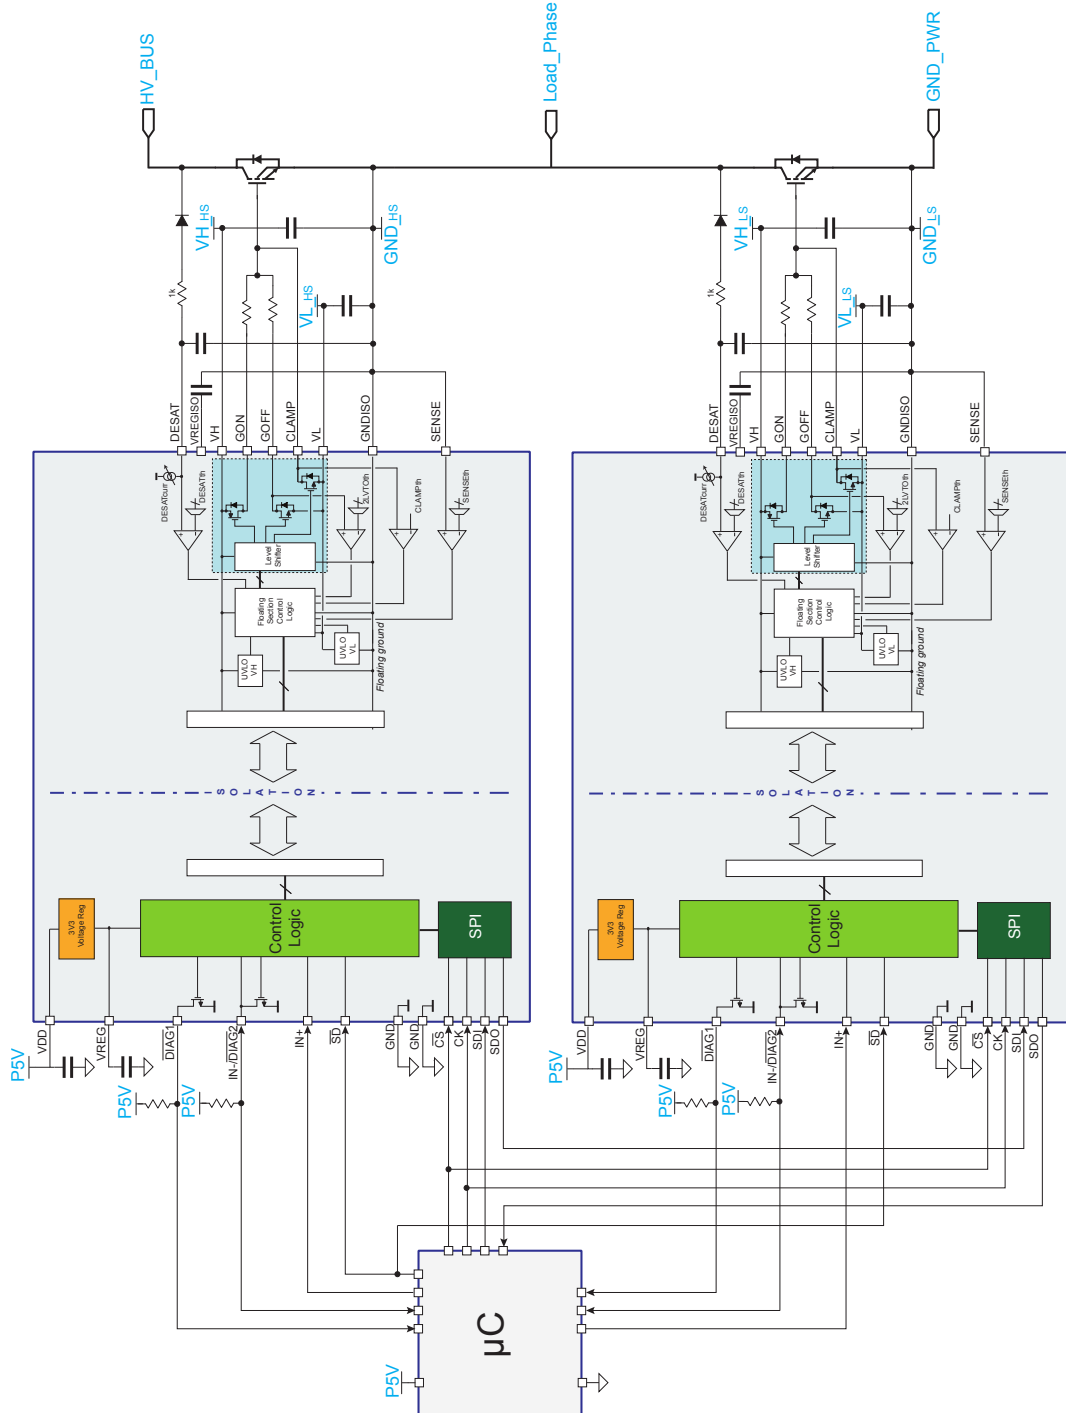 HV_BUS
Load_Phase
GND_PWR
VH_HS
GND_HS
VL_HS
1k
VH_LS
GND_LS
VL_LS
1k
DESAT
VREGISO
VH
GON
GOFF
CLAMP
VL
GNDISO
SENSE
DESAT
VREGISO
VH
GON
GOFF
CLAMP
VL
GNDISO
SENSE
DESATcurr
DESATth
2LVTOth
CLAMPth
SENSEth
+
-
+
-
+
-
+
-
DESATcurr
DESATth
2LVTOth
CLAMPth
SENSEth
+
-
+
-
+
-
+
-
Level
Shifter
Floating
Section
Control
Logic
UVLO
VH
UVLO
VL
Floating ground
Level
Shifter
Floating
Section
Control
Logic
UVLO
VH
UVLO
VL
Floating ground
ISOLATION
ISOLATION
3V3
Voltage Reg
Control
Logic
SPI
3V3
Voltage Reg
Control
Logic
SPI
VDD
VREG
DIAG1
IN-/DIAG2
IN+
SD
GND
GND
CS
CK
SDI
SDO
VDD
VREG
DIAG1
IN-/DIAG2
IN+
SD
GND
GND
CS
CK
SDI
SDO
P5V
P5V
P5V
P5V
P5V
P5V
P5V
µC